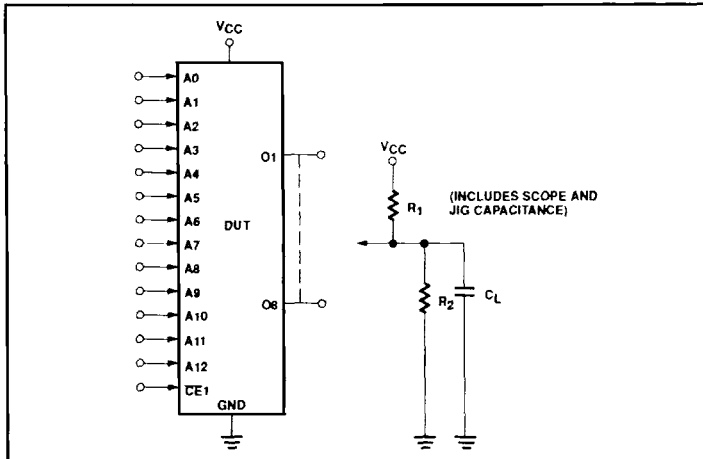 VCC
A0
A1
A2
A3
A4
A5
A6
A7
A8
A9
A10
A11
A12
CE1
DUT
O1
O8
GND
VCC
R1
(INCLUDES SCOPE AND
JIG CAPACITANCE)
R2
CL